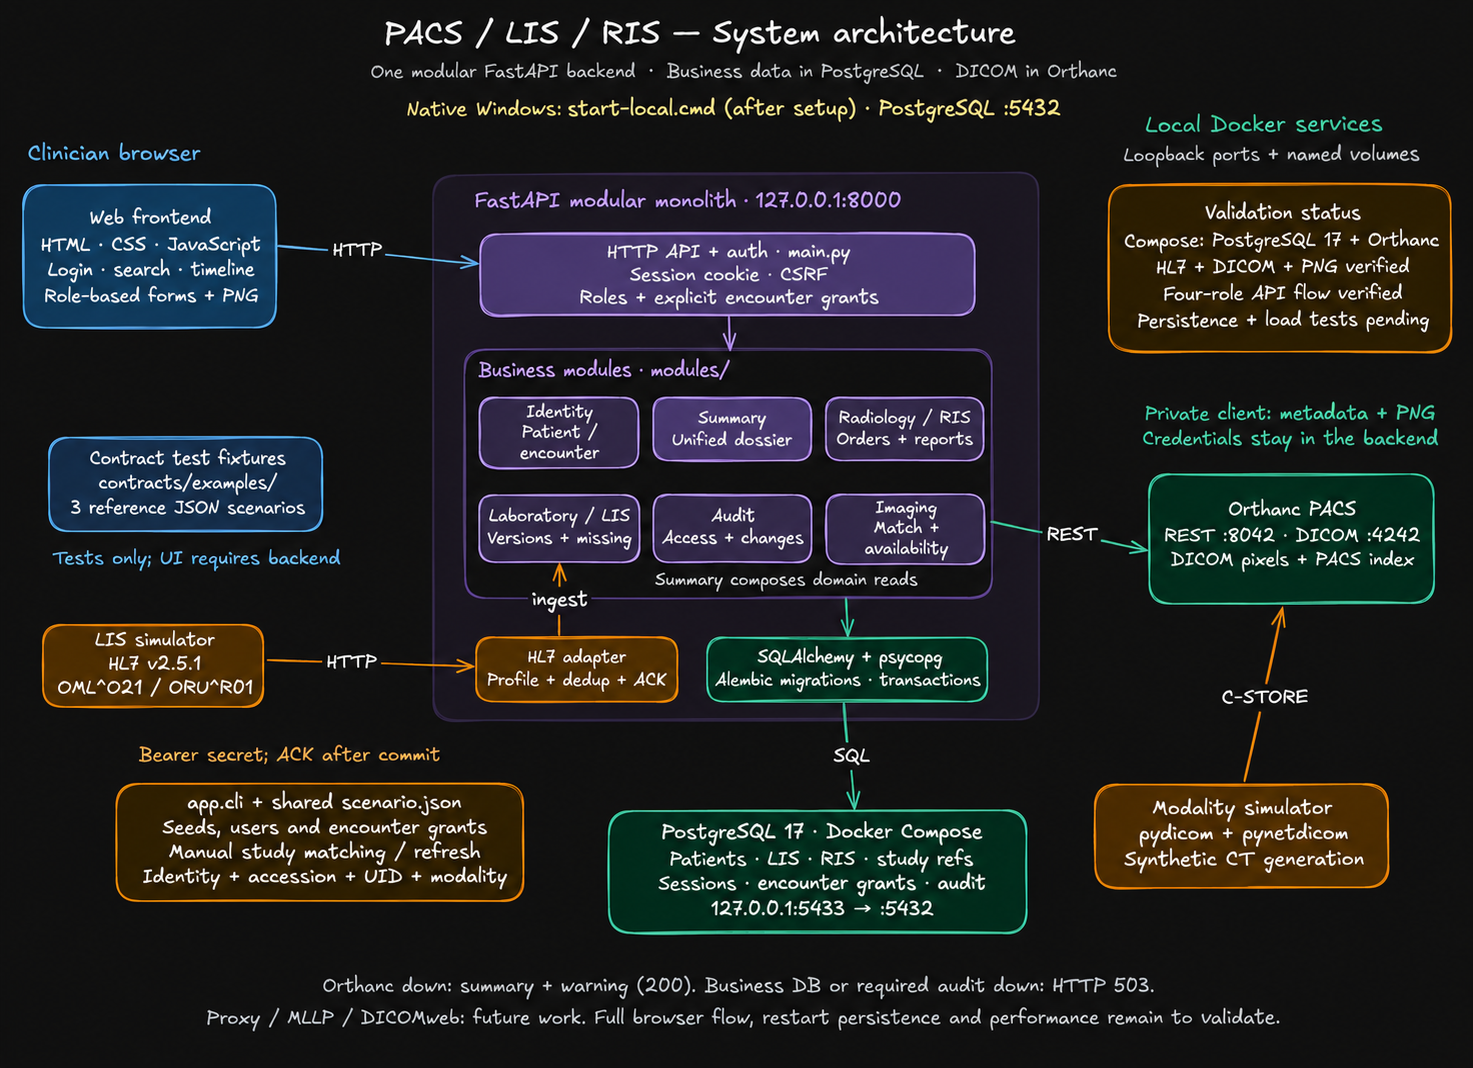 PACS / LIS / RIS — System architecture
One modular FastAPI backend · Business data in PostgreSQL · DICOM in Orthanc
Native Windows: start-local.cmd (after setup) · PostgreSQL :5432
Clinician browser
Web frontend
HTML · CSS · JavaScript
Login · search · timeline
Role-based forms + PNG
HTTP
FastAPI modular monolith · 127.0.0.1:8000
HTTP API + auth · main.py
Session cookie · CSRF
Roles + explicit encounter grants
Business modules · modules/
Identity
Patient /
encounter
Summary
Unified dossier
Radiology / RIS
Orders + reports
Laboratory / LIS
Versions + missing
Audit
Access + changes
Imaging
Match +
availability
Summary composes domain reads
ingest
HL7 adapter
Profile + dedup + ACK
SQLAlchemy + psycopg
Alembic migrations · transactions
Local Docker services
Loopback ports + named volumes
Validation status
Compose: PostgreSQL 17 + Orthanc
HL7 + DICOM + PNG verified
Four-role API flow verified
Persistence + load tests pending
Private client: metadata + PNG
Credentials stay in the backend
REST
Orthanc PACS
REST :8042 · DICOM :4242
DICOM pixels + PACS index
C-STORE
Modality simulator
pydicom + pynetdicom
Synthetic CT generation
Contract test fixtures
contracts/examples/
3 reference JSON scenarios
Tests only; UI requires backend
LIS simulator
HL7 v2.5.1
OML^O21 / ORU^R01
HTTP
Bearer secret; ACK after commit
app.cli + shared scenario.json
Seeds, users and encounter grants
Manual study matching / refresh
Identity + accession + UID + modality
SQL
PostgreSQL 17 · Docker Compose
Patients · LIS · RIS · study refs
Sessions · encounter grants · audit
127.0.0.1:5433 → :5432
Orthanc down: summary + warning (200). Business DB or required audit down: HTTP 503.
Proxy / MLLP / DICOMweb: future work. Full browser flow, restart persistence and performance remain to validate.